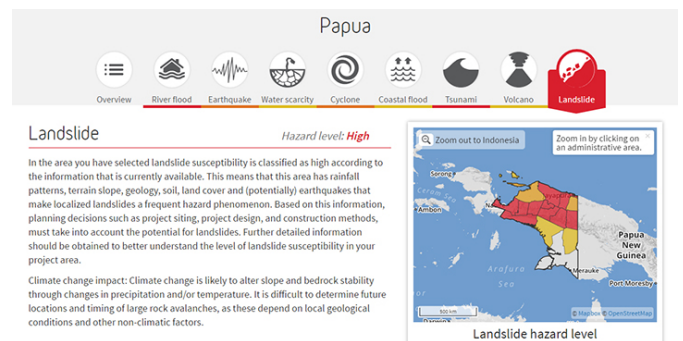 Papua
Overview
River flood
Earthquake
Water scarcity
Cyclone
Coastal flood
Tsunami
Volcano
Landslide
Landslide
Hazard level: High
In the area you have selected landslide susceptibility is classified as high according to
the information that is currently available. This means that this area has rainfall
patterns, terrain slope, geology, soil, land cover and (potentially) earthquakes that
make localized landslides a frequent hazard phenomenon. Based on this information,
planning decisions such as project siting, project design, and construction methods,
must take into account the potential for landslides. Further detailed information
should be obtained to better understand the level of landslide susceptibility in your
project area.
Climate change impact: Climate change is likely to alter slope and bedrock stability
through changes in precipitation and/or temperature. It is difficult to determine future
locations and timing of large rock avalanches, as these depend on local geological
conditions and other non-climatic factors.
Zoom out to Indonesia
Zoom in by clicking on
an administrative area.
×
Sorong
Ceram Sea
Ambon
Jayapura
Papua
New
Guinea
Arafura
Sea
Merauke
Port Moresby
500 km
Darwin
© Mapbox © OpenStreetMap
Landslide hazard level